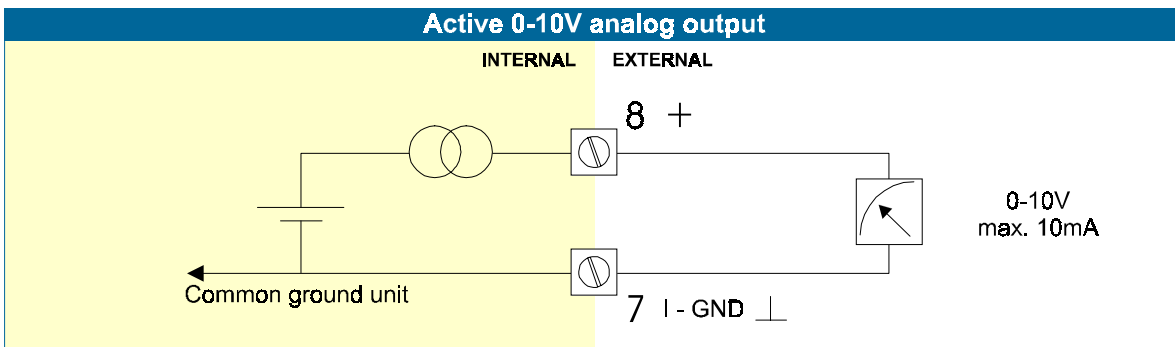 Active 0-10V analog output
INTERNAL EXTERNAL
8 +
0-10V
max. 10mA
Common ground unit
7 I - GND ⊥